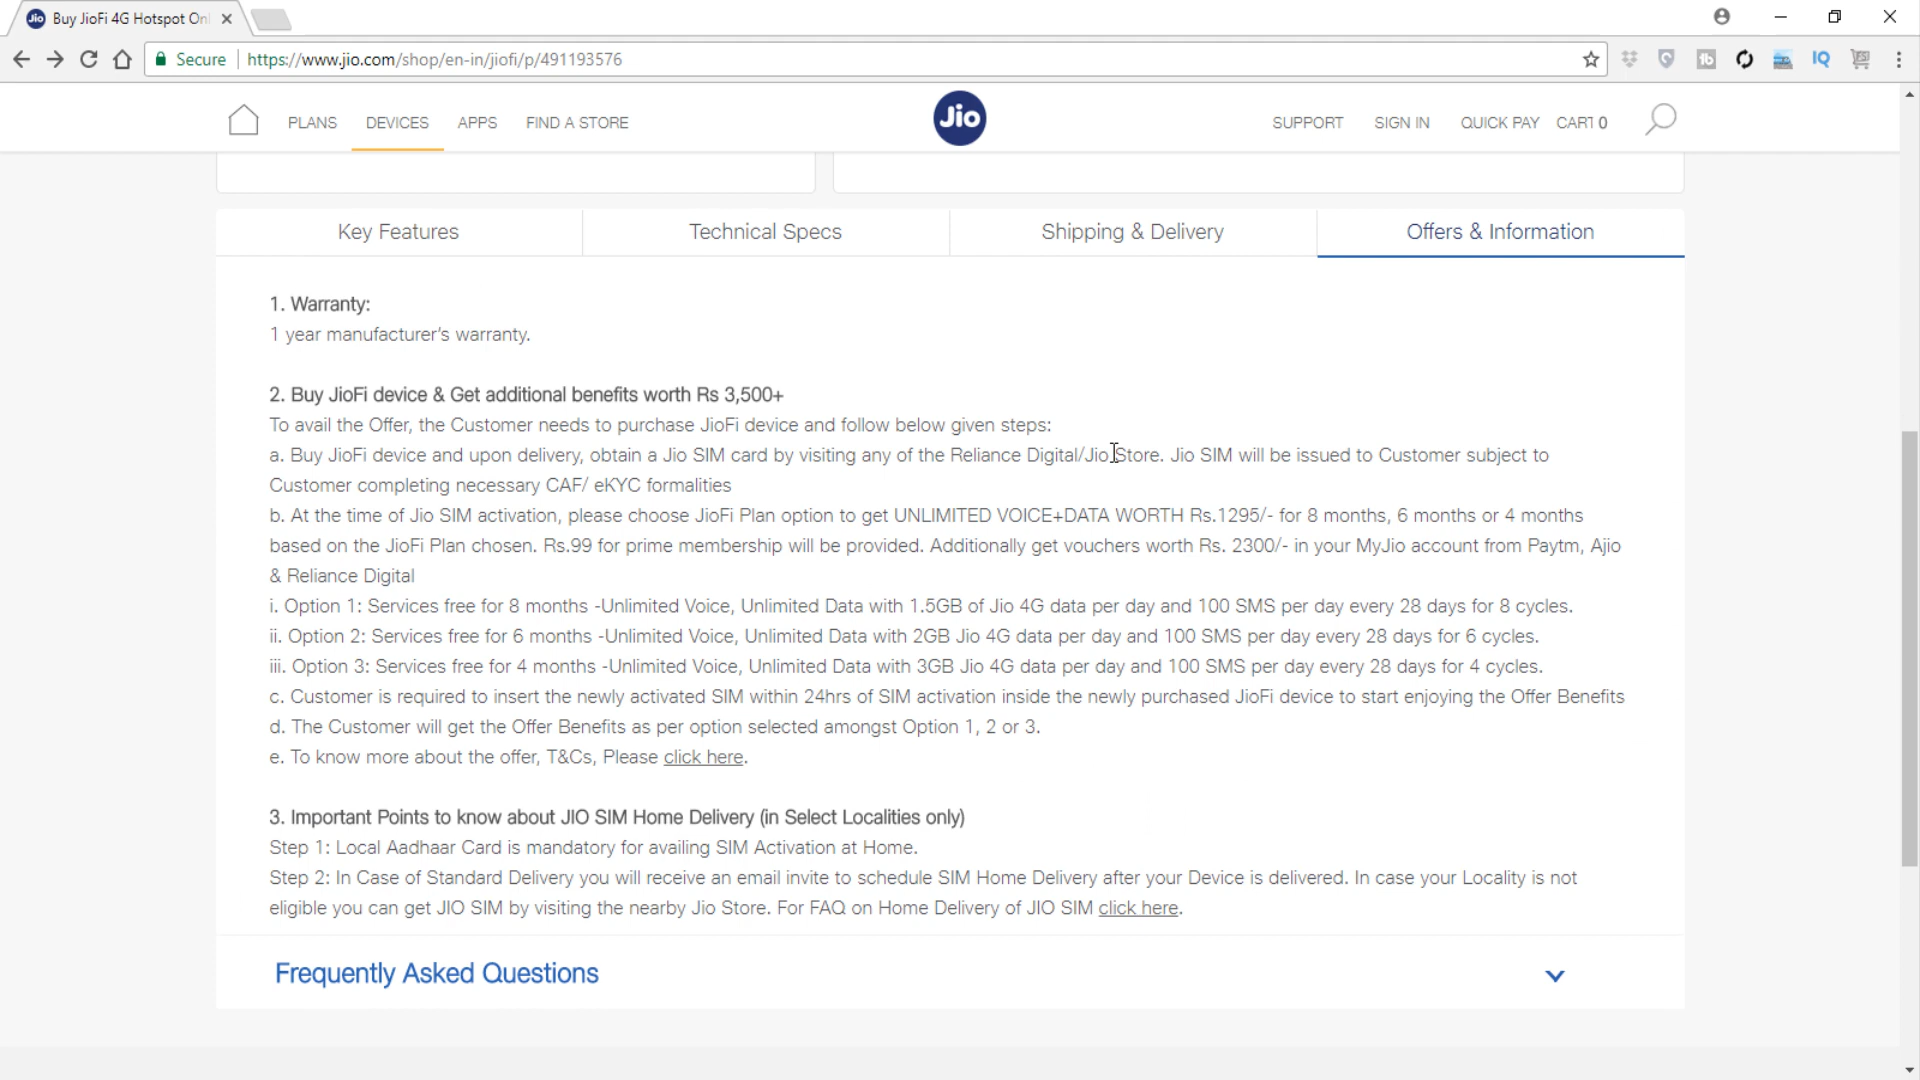 Jio Buy JioFi 4G Hotspot Onl
Secure https://www.jio.com/shop/en-in/jiofi/p/491193576
IQ
PLANS DEVICES APPS FIND A STORE Jio SUPPORT SIGN IN QUICK PAY CART 0
Key Features Technical Specs Shipping & Delivery Offers & Information
1. Warranty:
1 year manufacturer's warranty.
2. Buy JioFi device & Get additional benefits worth Rs 3,500+
To avail the Offer, the Customer needs to purchase JioFi device and follow below given steps:
a. Buy JioFi device and upon delivery, obtain a Jio SIM card by visiting any of the Reliance Digital/Jio Store. Jio SIM will be issued to Customer subject to
Customer completing necessary CAF/ eKYC formalities
b. At the time of Jio SIM activation, please choose JioFi Plan option to get UNLIMITED VOICE+DATA WORTH Rs.1295/- for 8 months, 6 months or 4 months
based on the JioFi Plan chosen. Rs.99 for prime membership will be provided. Additionally get vouchers worth Rs. 2300/- in your MyJio account from Paytm, Ajio
& Reliance Digital
i. Option 1: Services free for 8 months -Unlimited Voice, Unlimited Data with 1.5GB of Jio 4G data per day and 100 SMS per day every 28 days for 8 cycles.
ii. Option 2: Services free for 6 months -Unlimited Voice, Unlimited Data with 2GB Jio 4G data per day and 100 SMS per day every 28 days for 6 cycles.
iii. Option 3: Services free for 4 months -Unlimited Voice, Unlimited Data with 3GB Jio 4G data per day and 100 SMS per day every 28 days for 4 cycles.
c. Customer is required to insert the newly activated SIM within 24hrs of SIM activation inside the newly purchased JioFi device to start enjoying the Offer Benefits
d. The Customer will get the Offer Benefits as per option selected amongst Option 1, 2 or 3.
e. To know more about the offer, T&Cs, Please click here.
3. Important Points to know about JIO SIM Home Delivery (in Select Localities only)
Step 1: Local Aadhaar Card is mandatory for availing SIM Activation at Home.
Step 2: In Case of Standard Delivery you will receive an email invite to schedule SIM Home Delivery after your Device is delivered. In case your Locality is not
eligible you can get JIO SIM by visiting the nearby Jio Store. For FAQ on Home Delivery of JIO SIM click here.
Frequently Asked Questions